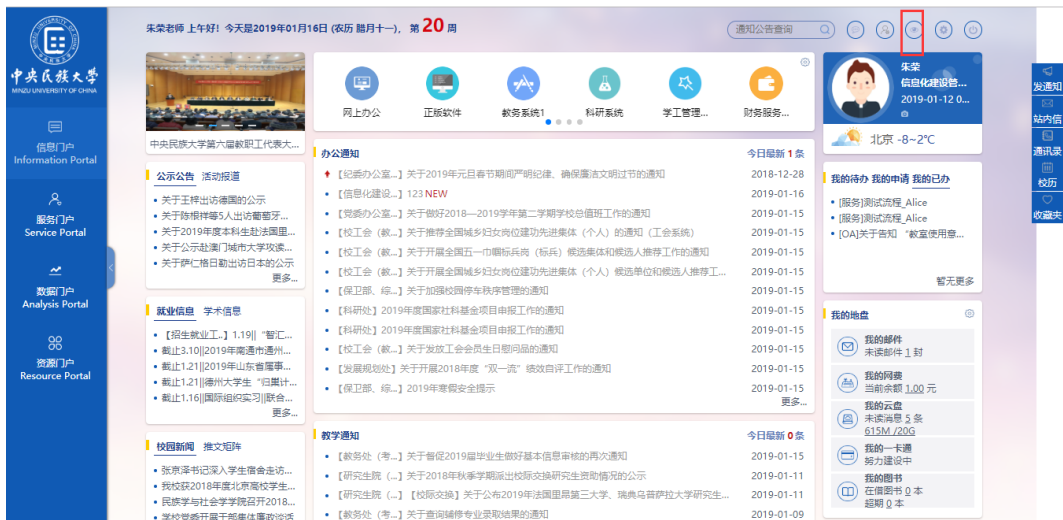 朱荣老师 上午好！今天是2019年01月16日 (农历 腊月十一)， 第 20 周
通知公告查询
中央民族大学
MINZU UNIVERSITY OF CHINA
信息门户
Information Portal
服务门户
Service Portal
数据门户
Analysis Portal
资源门户
Resource Portal
中央民族大学第六届教职工代表大...
公示公告 活动报道
关于王梓出访德国的公示
关于陈根祥等5人出访葡萄牙...
关于2019年度本科生赴法国里...
关于公示赴澳门城市大学攻读...
关于萨仁格日勒出访日本的公示
更多...
就业信息 学术信息
【招生就业工..】1.19||“智汇...
截止3.10||2019年南通市通州...
截止1.21||2019年山东省属事...
截止1.21||德州大学生“归巢计...
截止1.16||国际组织实习||联合...
更多...
校园新闻 推文矩阵
张京泽书记深入学生宿舍走访...
我校获2018年度北京高校学生...
民族学与社会学学院召开2018...
学校党委开展干部集体廉政谈话
网上办公 正版软件 教务系统1 科研系统 学工管理... 财务服务...
办公通知 今日最新 1 条
【纪委办公室...】关于2019年元旦春节期间严明纪律、确保廉洁文明过节的通知 2018-12-28
【信息化建设...】123 NEW 2019-01-16
【党委办公室...】关于做好2018—2019学年第二学期学校总值班工作的通知 2019-01-15
【校工会（教...】关于推荐全国城乡妇女岗位建功先进集体（个人）的通知（工会系统） 2019-01-15
【校工会（教...】关于开展全国五一巾帼标兵岗（标兵）候选集体和候选人推荐工作的通知 2019-01-15
【校工会（教...】关于开展全国城乡妇女岗位建功先进集体（个人）候选单位和候选人推荐工... 2019-01-15
【保卫部、综...】关于加强校园停车秩序管理的通知 2019-01-15
【科研处】2019年度国家社科基金项目申报工作的通知 2019-01-15
【科研处】2019年度国家社科基金项目申报工作的通知 2019-01-15
【校工会（教...】关于发放工会会员生日慰问品的通知 2019-01-15
【发展规划处】关于开展2018年度“双一流”绩效自评工作的通知 2019-01-15
【保卫部、综...】2019年寒假安全提示 2019-01-15
更多...
教学通知 今日最新 0 条
【教务处（考...】关于督促2019届毕业生做好基本信息审核的再次通知 2019-01-15
【研究生院（...】关于2018年秋季学期派出校际交换研究生资助情况的公示 2019-01-11
【研究生院（...】【校际交换】关于公布2019年法国里昂第三大学、瑞典乌普萨拉大学研究生... 2019-01-11
【教务处（考...】关于查询辅修专业录取结果的通知 2019-01-09
朱荣
信息化建设管...
2019-01-12 0...
北京 -8~2℃
我的待办 我的申请 我的已办
[服务]测试流程_Alice
[服务]测试流程_Alice
[OA]关于告知 “教室使用意...
暂无更多
我的地盘
我的邮件
未读邮件 1 封
我的网费
当前余额 1.00 元
我的云盘
未读消息 5 条
615M /20G
我的一卡通
努力建设中
我的图书
在借图书 0 本
超期 0 本
发通知
站内信
通讯录
校历
收藏夹